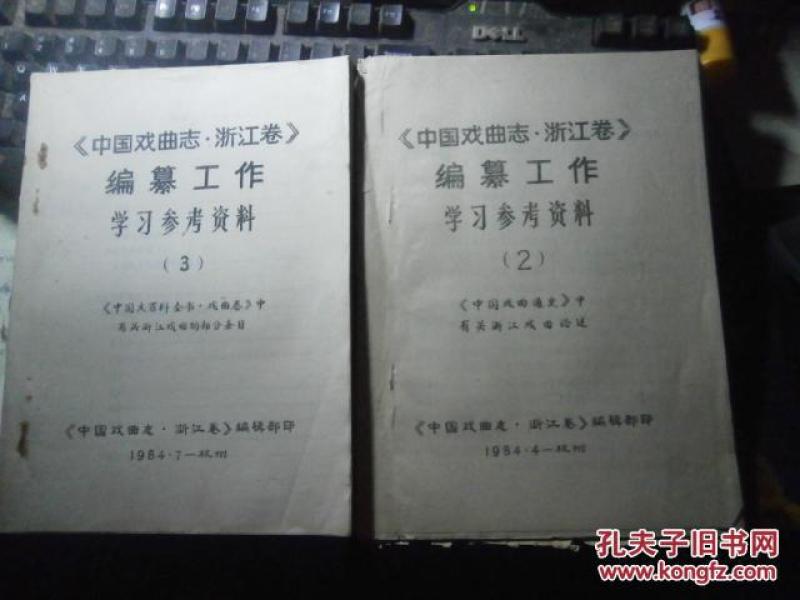 《中国戏曲志·浙江卷》
编纂工作
学习参考资料
(3)
《中国大百科全书·戏曲卷》中
有关浙江戏曲的部分条目
《中国戏曲志·浙江卷》编辑部印
1984·7—杭州
《中国戏曲志·浙江卷》
编纂工作
学习参考资料
(2)
《中国戏曲通史》中
有关浙江戏曲论述
《中国戏曲志·浙江卷》编辑部印
1984·4—杭州
DELL
孔夫子旧书网
www.kongfz.com